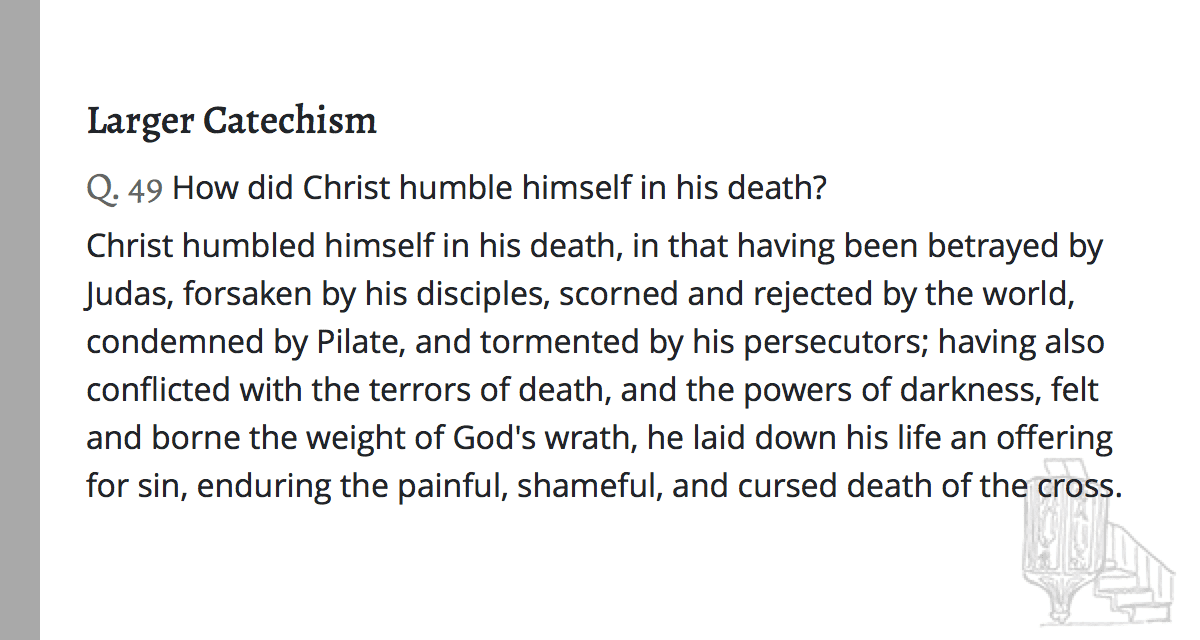 Larger Catechism
Q. 49 How did Christ humble himself in his death?
Christ humbled himself in his death, in that having been betrayed by
Judas, forsaken by his disciples, scorned and rejected by the world,
condemned by Pilate, and tormented by his persecutors; having also
conflicted with the terrors of death, and the powers of darkness, felt
and borne the weight of God's wrath, he laid down his life an offering
for sin, enduring the painful, shameful, and cursed death of the cross.